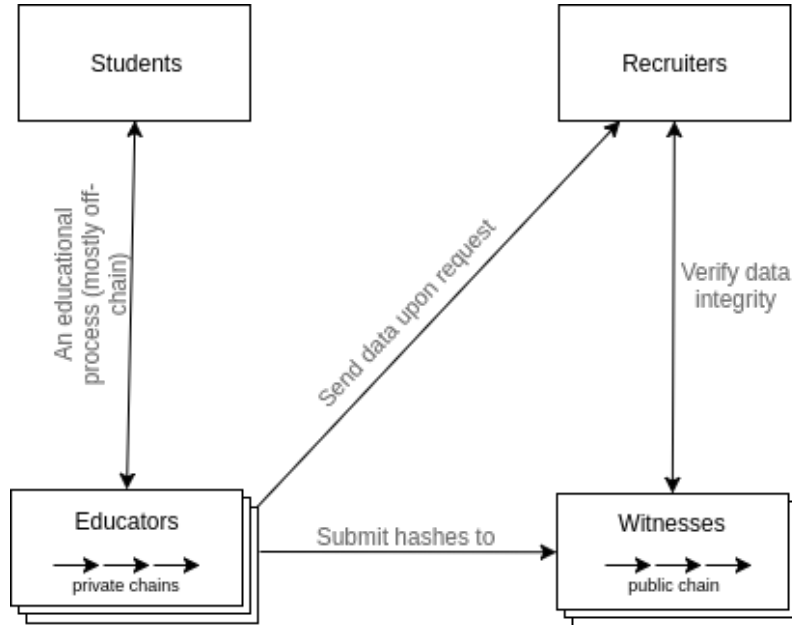 Students
Recruiters
An educational
process (mostly off-
chain)
Send data upon request
Verify data
integrity
Educators
private chains
Submit hashes to
Witnesses
public chain